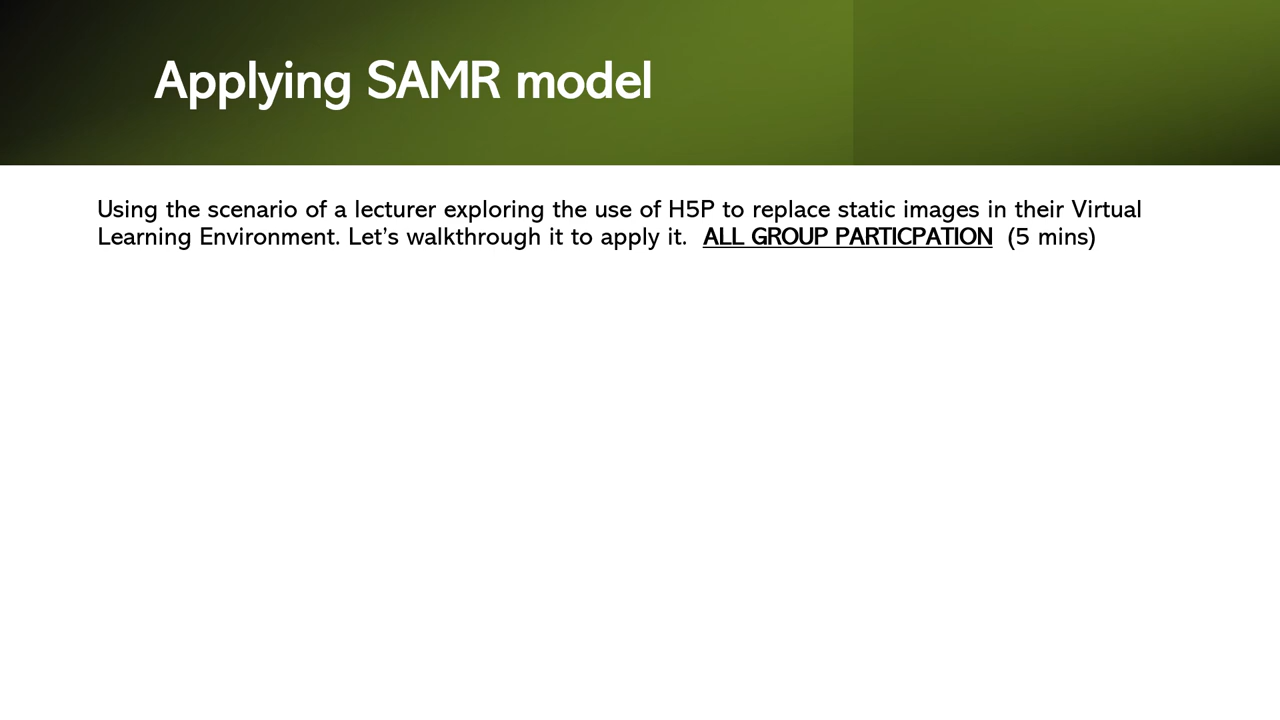 Applying SAMR model
Using the scenario of a lecturer exploring the use of H5P to replace static images in their Virtual
Learning Environment. Let’s walkthrough it to apply it. ALL GROUP PARTICPATION (5 mins)